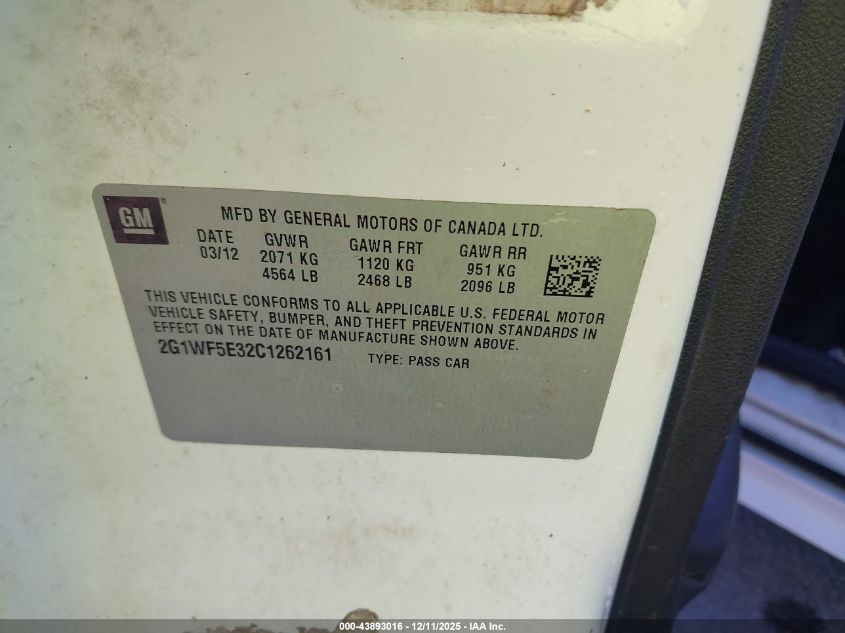 GM
MFD BY GENERAL MOTORS OF CANADA LTD.
DATE GVWR GAWR FRT GAWR RR
03/12 2071 KG 1120 KG 951 KG
4564 LB 2468 LB 2096 LB
THIS VEHICLE CONFORMS TO ALL APPLICABLE U.S. FEDERAL MOTOR
VEHICLE SAFETY, BUMPER, AND THEFT PREVENTION STANDARDS IN
EFFECT ON THE DATE OF MANUFACTURE SHOWN ABOVE.
2G1WF5E32C1262161 TYPE: PASS CAR
000-43893016 - 12/11/2025 - IAA Inc.